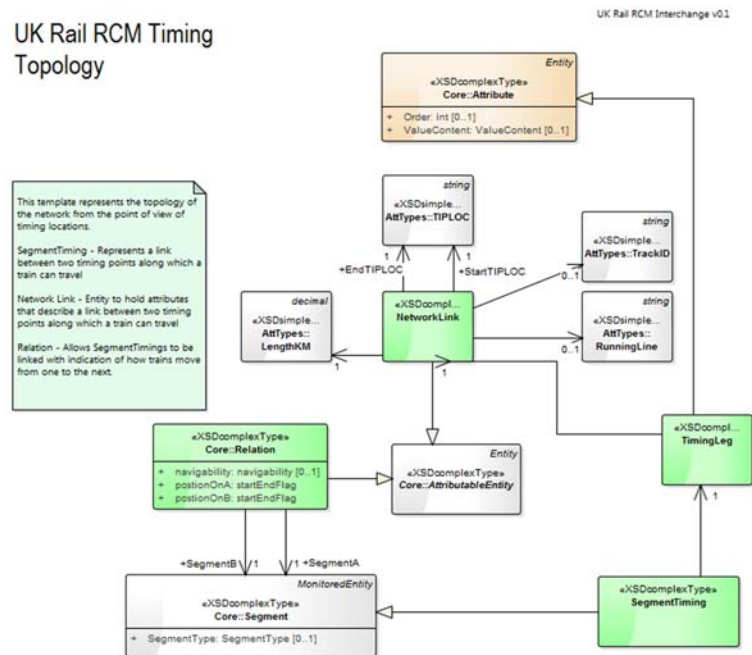 UK Rail RCM Interchange v0.1
UK Rail RCM Timing
Topology
Entity
«XSDcomplexType»
Core::Attribute
+ Order: int [0..1]
+ ValueContent: ValueContent [0..1]
This template represents the topology
of the network from the point of view of
timing locations.
SegmentTiming - Represents a link
between two timing points along which a
train can travel
Network Link - Entity to hold attributes
that describe a link between two timing
points along which a train can travel
Relation - Allows SegmentTimings to be
linked with indication of how trains move
from one to the next.
string
«XSDsimple...
AttTypes::TIPLOC
1
1
+EndTIPLOC
+StartTIPLOC
string
«XSDsimple...
AttTypes::TrackID
0..1
decimal
«XSDsimple...
AttTypes::
LengthKM
1
«XSDcompl...
NetworkLink
1
string
«XSDsimple...
AttTypes::
RunningLine
0..1
«XSDcompl...
TimingLeg
1
«XSDcomplexType»
Core::Relation
+ navigability: navigability [0..1]
+ postionOnA: startEndFlag
+ postionOnB: startEndFlag
Entity
«XSDcomplexType»
Core::AttributableEntity
+SegmentB
1
1
+SegmentA
MonitoredEntity
«XSDcomplexType»
Core::Segment
+ SegmentType: SegmentType [0..1]
«XSDcomplexType»
SegmentTiming